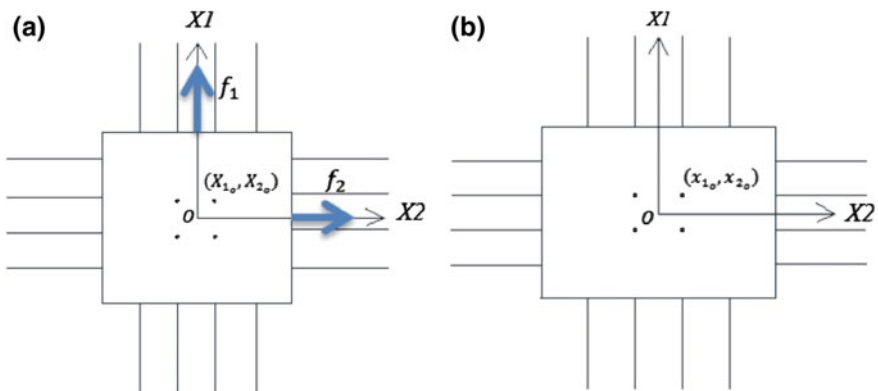 (a)
X1
f₁
(X₁ₒ, X₂ₒ)
f₂
O
X2
(b)
X1
(x₁ₒ, x₂ₒ)
O
X2